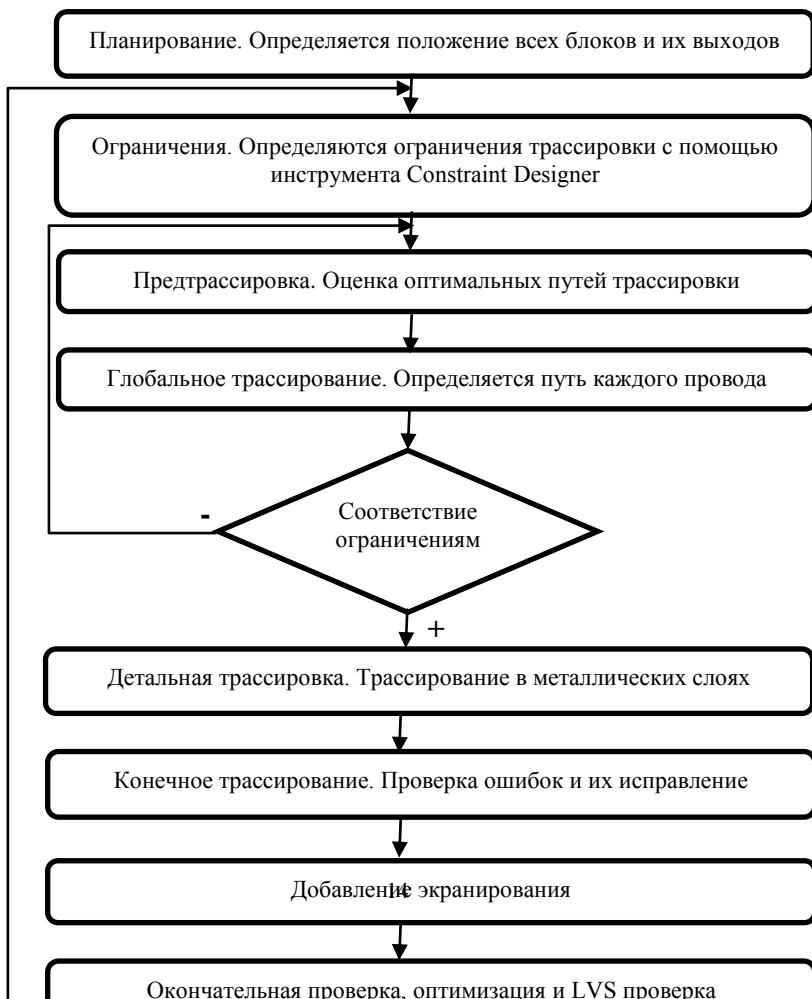 Планирование. Определяется положение всех блоков и их выходов
Ограничения. Определяются ограничения трассировки с помощью
инструмента Constraint Designer
Предтрассировка. Оценка оптимальных путей трассировки
Глобальное трассирование. Определяется путь каждого провода
Соответствие
ограничениям
-
+
Детальная трассировка. Трассирование в металлических слоях
Конечное трассирование. Проверка ошибок и их исправление
Добавление экранирования
14
Окончательная проверка, оптимизация и LVS проверка